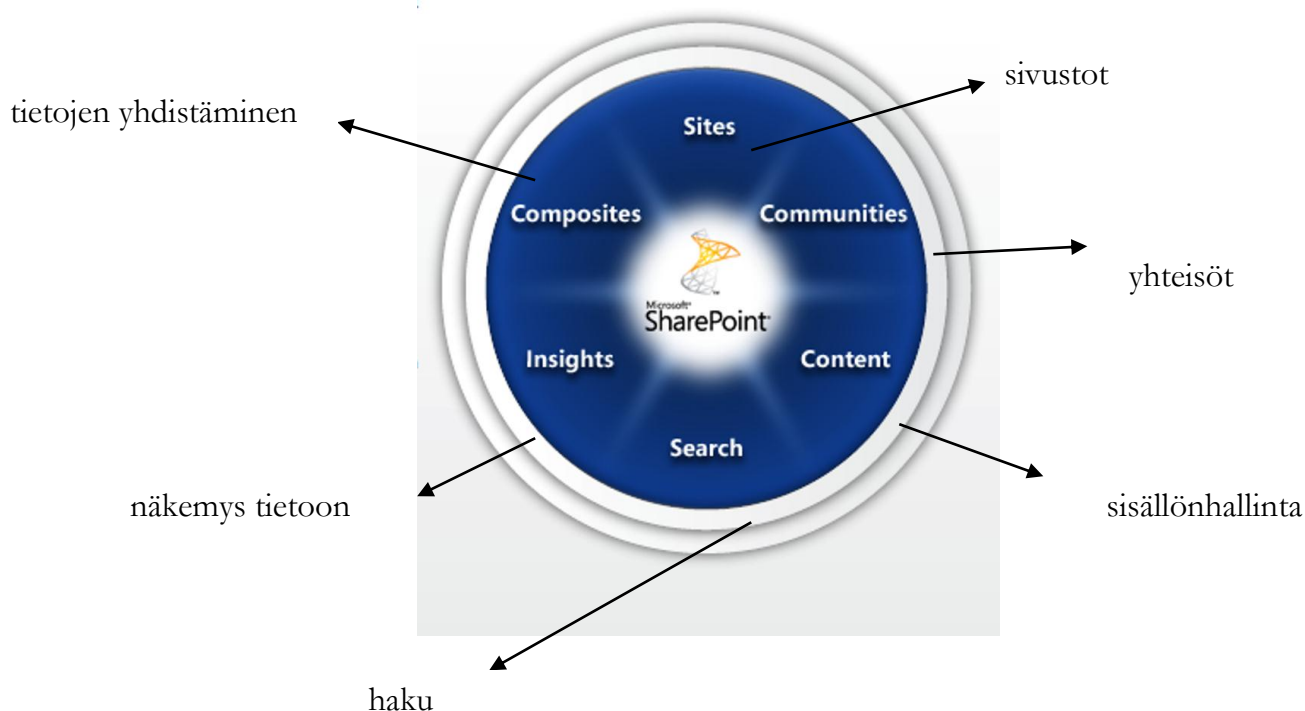 sivustot
tietojen yhdistäminen
Sites
Composites
Communities
yhteisöt
Microsoft®
SharePoint®
Insights
Content
Search
näkemys tietoon
sisällönhallinta
haku